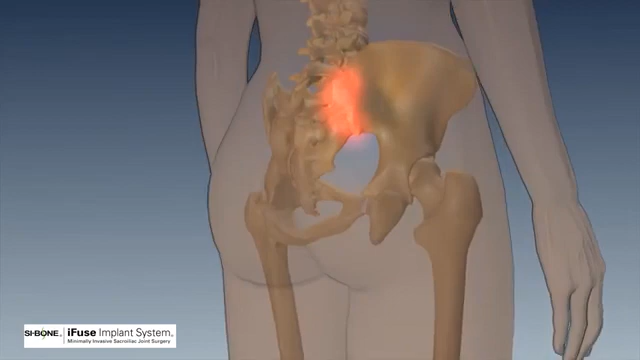 SI-BONE® iFuse Implant System®
Minimally Invasive Sacroiliac Joint Surgery